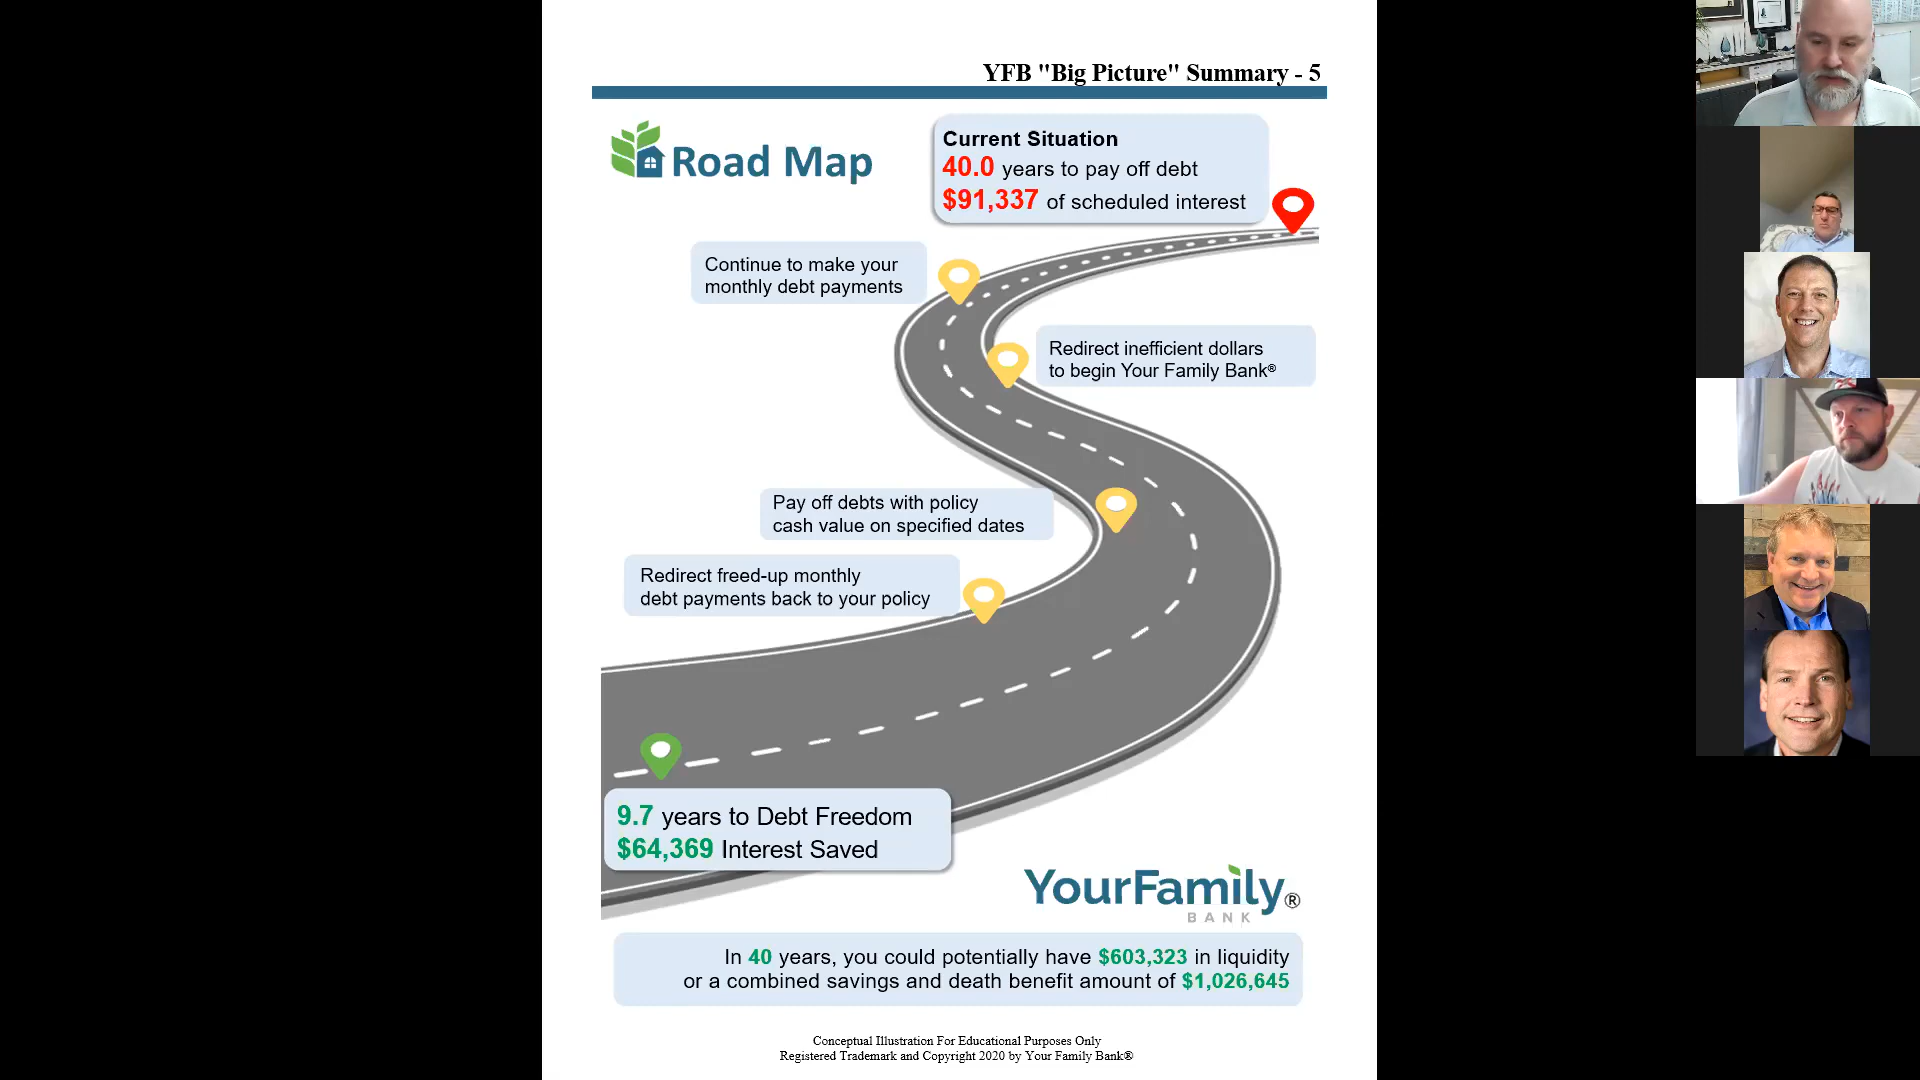 YFB "Big Picture" Summary - 5
Road Map
Current Situation
40.0 years to pay off debt
$91,337 of scheduled interest
Continue to make your
monthly debt payments
Redirect inefficient dollars
to begin Your Family Bank®
Pay off debts with policy
cash value on specified dates
Redirect freed-up monthly
debt payments back to your policy
9.7 years to Debt Freedom
$64,369 Interest Saved
YourFamily®
BANK
In 40 years, you could potentially have $603,323 in liquidity
or a combined savings and death benefit amount of $1,026,645
Conceptual Illustration For Educational Purposes Only
Registered Trademark and Copyright 2020 by Your Family Bank®